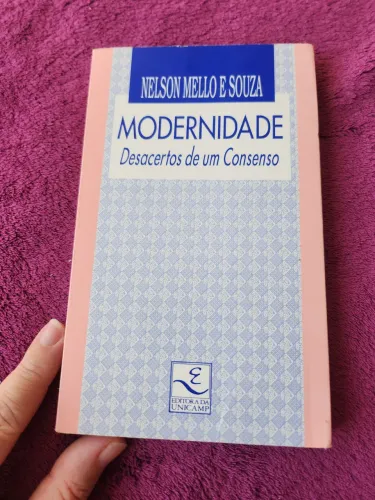 NELSON MELLO E SOUZA
MODERNIDADE
Desacertos de um Consenso
EDITORA DA
UNICAMP